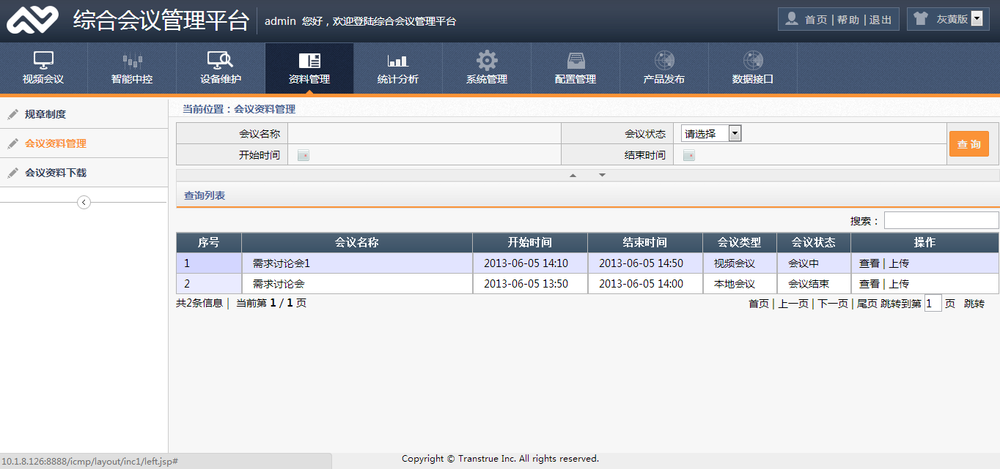 综合会议管理平台 admin 您好，欢迎登陆综合会议管理平台 首页 | 帮助 | 退出 灰黄版
视频会议 智能中控 设备维护 资料管理 统计分析 系统管理 配置管理 产品发布 数据接口
规章制度
会议资料管理
会议资料下载
当前位置：会议资料管理
会议名称 会议状态 请选择
开始时间 结束时间
查 询
查询列表
搜索：
序号 会议名称 开始时间 结束时间 会议类型 会议状态 操作
1 需求讨论会1 2013-06-05 14:10 2013-06-05 14:50 视频会议 会议中 查看 | 上传
2 需求讨论会 2013-06-05 13:50 2013-06-05 14:00 本地会议 会议结束 查看 | 上传
共2条信息 | 当前第 1 / 1 页 首页 | 上一页 | 下一页 | 尾页 跳转到第 1 页 跳转
10.1.8.126:8888/icmp/layout/inc1/left.jsp# Copyright © Transtrue Inc. All rights reserved.